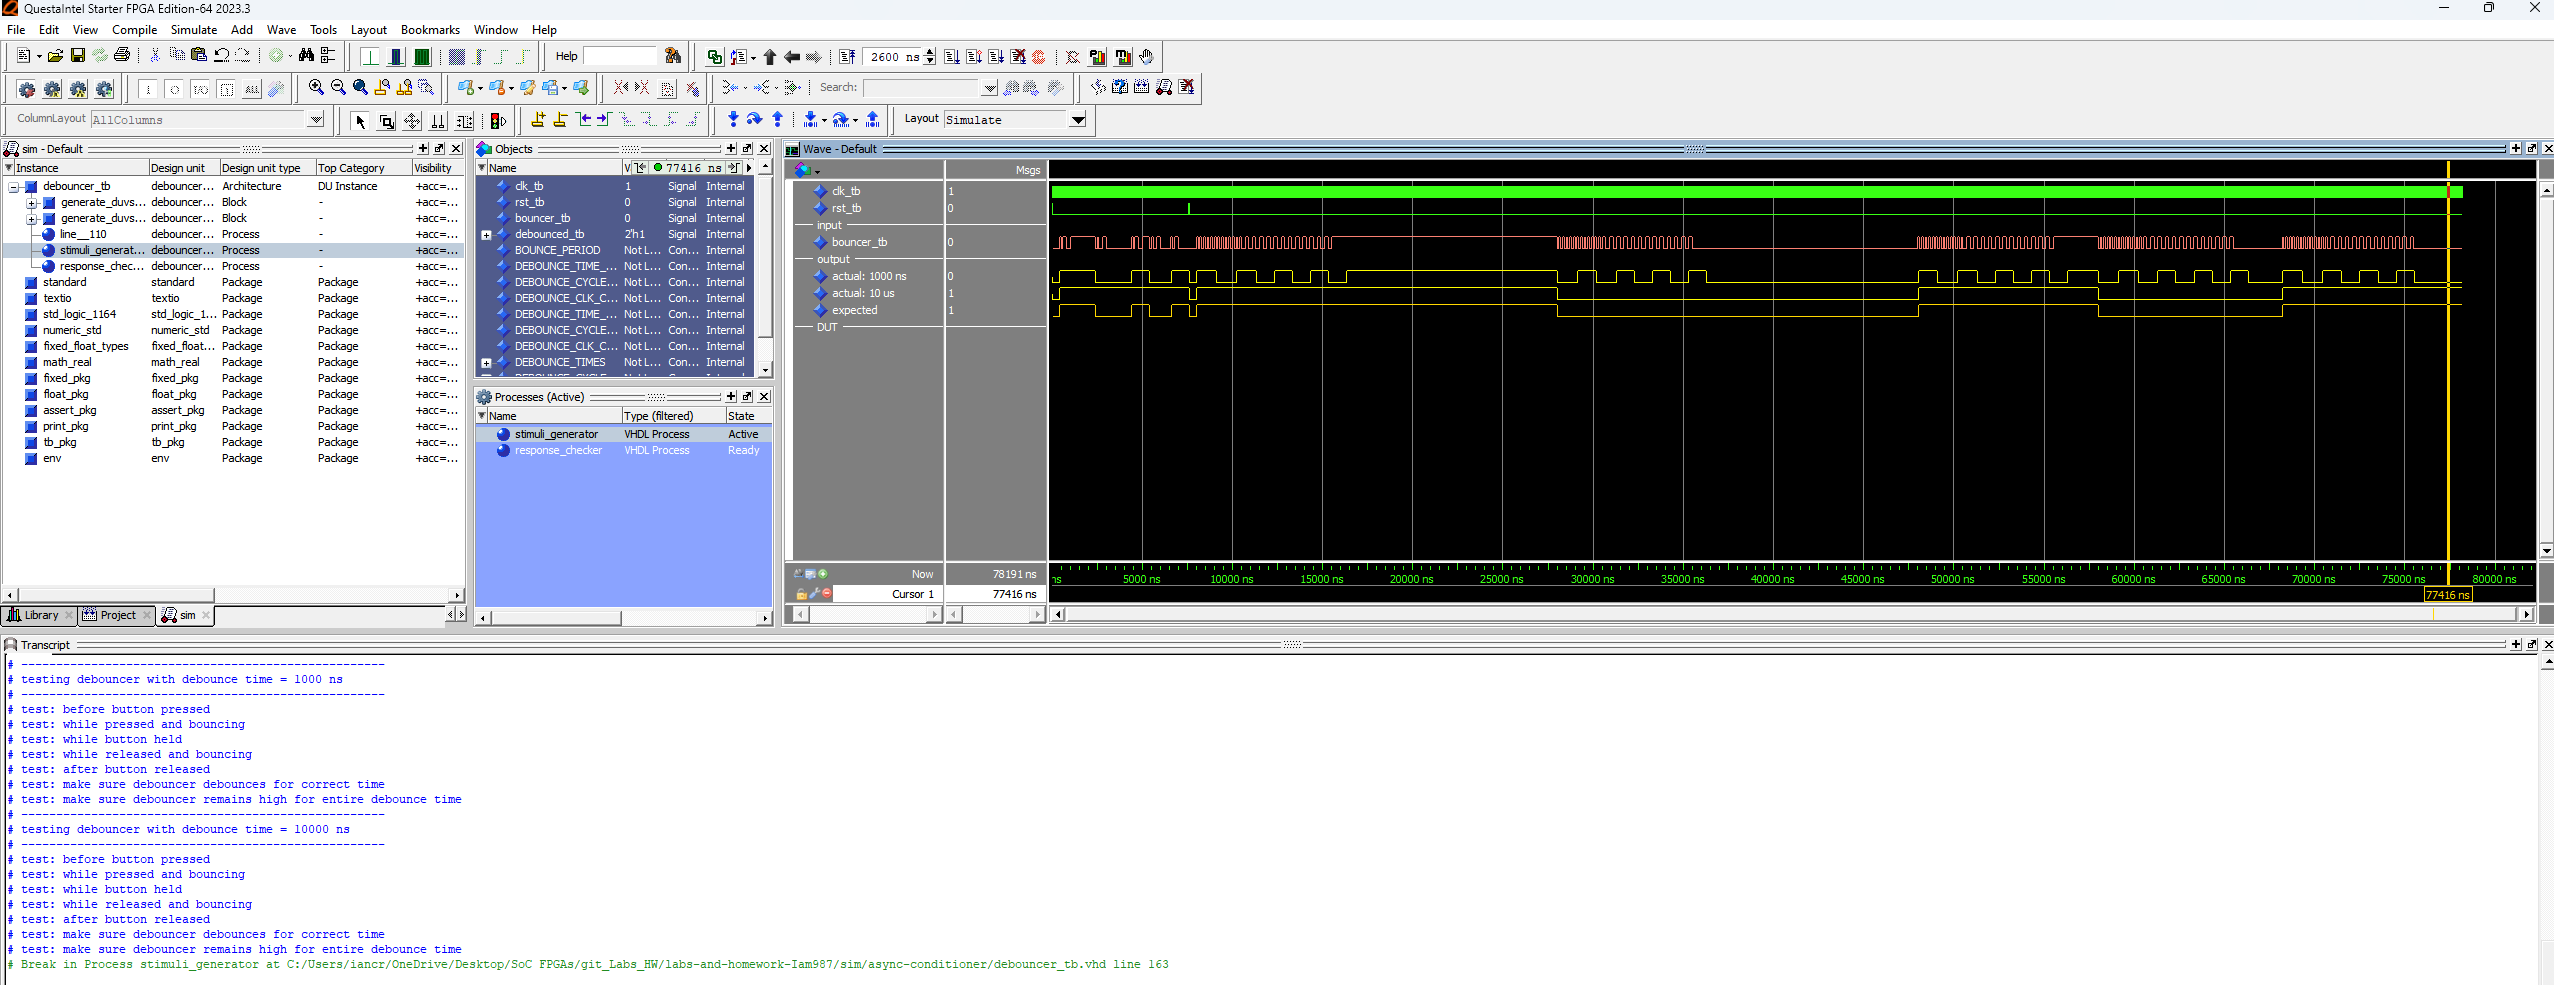 QuestaIntel Starter FPGA Edition-64 2023.3
File Edit View Compile Simulate Add Wave Tools Layout Bookmarks Window Help
Help 2600 ns
Search:
ColumnLayout AllColumns Layout Simulate
sim - Default
Instance Design unit Design unit type Top Category Visibility
debouncer_tb debouncer... Architecture DU Instance +acc=...
generate_duvs... debouncer... Block - +acc=...
generate_duvs... debouncer... Block - +acc=...
line__110 debouncer... Process - +acc=...
stimuli_generat... debouncer... Process - +acc=...
response_chec... debouncer... Process - +acc=...
standard standard Package Package +acc=...
textio textio Package Package +acc=...
std_logic_1164 std_logic_1... Package Package +acc=...
numeric_std numeric_std Package Package +acc=...
fixed_float_types fixed_float... Package Package +acc=...
math_real math_real Package Package +acc=...
fixed_pkg fixed_pkg Package Package +acc=...
float_pkg float_pkg Package Package +acc=...
assert_pkg assert_pkg Package Package +acc=...
print_pkg print_pkg Package Package +acc=...
tb_pkg tb_pkg Package Package +acc=...
env env Package Package +acc=...
Library Project sim
Objects
Name V 77416 ns
clk_tb 1 Signal Internal
rst_tb 0 Signal Internal
bouncer_tb 0 Signal Internal
debounced_tb 2'h1 Signal Internal
BOUNCE_PERIOD Not L... Con... Internal
DEBOUNCE_TIME_... Not L... Con... Internal
DEBOUNCE_CYCLE... Not L... Con... Internal
DEBOUNCE_CLK_C... Not L... Con... Internal
DEBOUNCE_TIME_... Not L... Con... Internal
DEBOUNCE_CYCLE... Not L... Con... Internal
DEBOUNCE_CLK_C... Not L... Con... Internal
DEBOUNCE_TIMES Not L... Con... Internal
Processes (Active)
Name Type (filtered) State
stimuli_generator VHDL Process Active
response_checker VHDL Process Ready
Wave - Default
Msgs
clk_tb 1
rst_tb 0
input
bouncer_tb 0
output
actual: 1000 ns 0
actual: 10 us 1
expected 1
DUT
Now 78191 ns
Cursor 1 77416 ns
ns 5000 ns 10000 ns 15000 ns 20000 ns 25000 ns 30000 ns 35000 ns 40000 ns 45000 ns 50000 ns 55000 ns 60000 ns 65000 ns 70000 ns 75000 ns 80000 ns
77416 ns
Transcript
# ----------------------------------------------------
# testing debouncer with debounce time = 1000 ns
# ----------------------------------------------------
# test: before button pressed
# test: while pressed and bouncing
# test: while button held
# test: while released and bouncing
# test: after button released
# test: make sure debouncer debounces for correct time
# test: make sure debouncer remains high for entire debounce time
# ----------------------------------------------------
# testing debouncer with debounce time = 10000 ns
# ----------------------------------------------------
# test: before button pressed
# test: while pressed and bouncing
# test: while button held
# test: while released and bouncing
# test: after button released
# test: make sure debouncer debounces for correct time
# test: make sure debouncer remains high for entire debounce time
# Break in Process stimuli_generator at C:/Users/iancr/OneDrive/Desktop/SoC FPGAs/git_Labs_HW/labs-and-homework-Iam987/sim/async-conditioner/debouncer_tb.vhd line 163